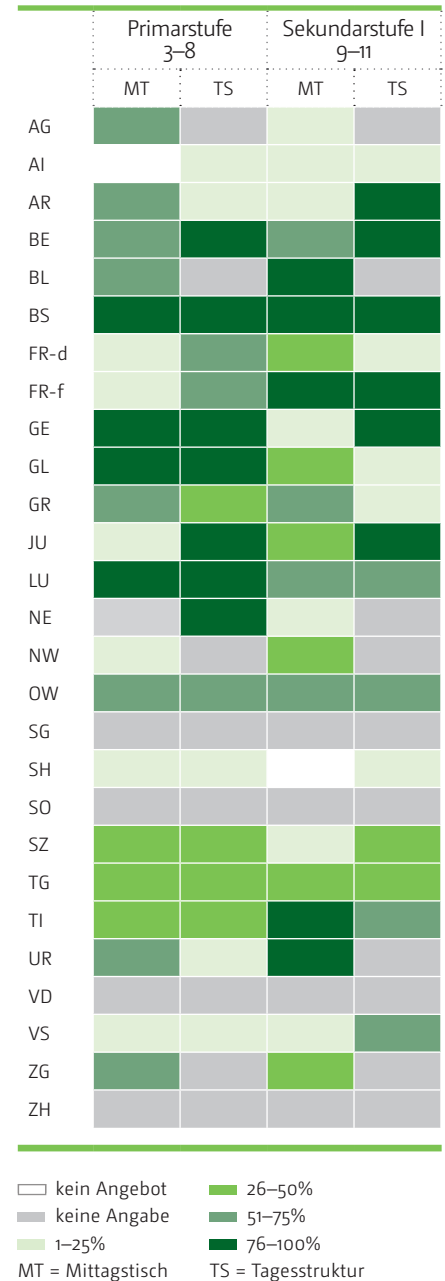 Primarstufe Sekundarstufe I
3–8 9–11
MT TS MT TS
AG
AI
AR
BE
BL
BS
FR-d
FR-f
GE
GL
GR
JU
LU
NE
NW
OW
SG
SH
SO
SZ
TG
TI
UR
VD
VS
ZG
ZH
kein Angebot 26–50%
keine Angabe 51–75%
1–25% 76–100%
MT = Mittagstisch TS = Tagesstruktur